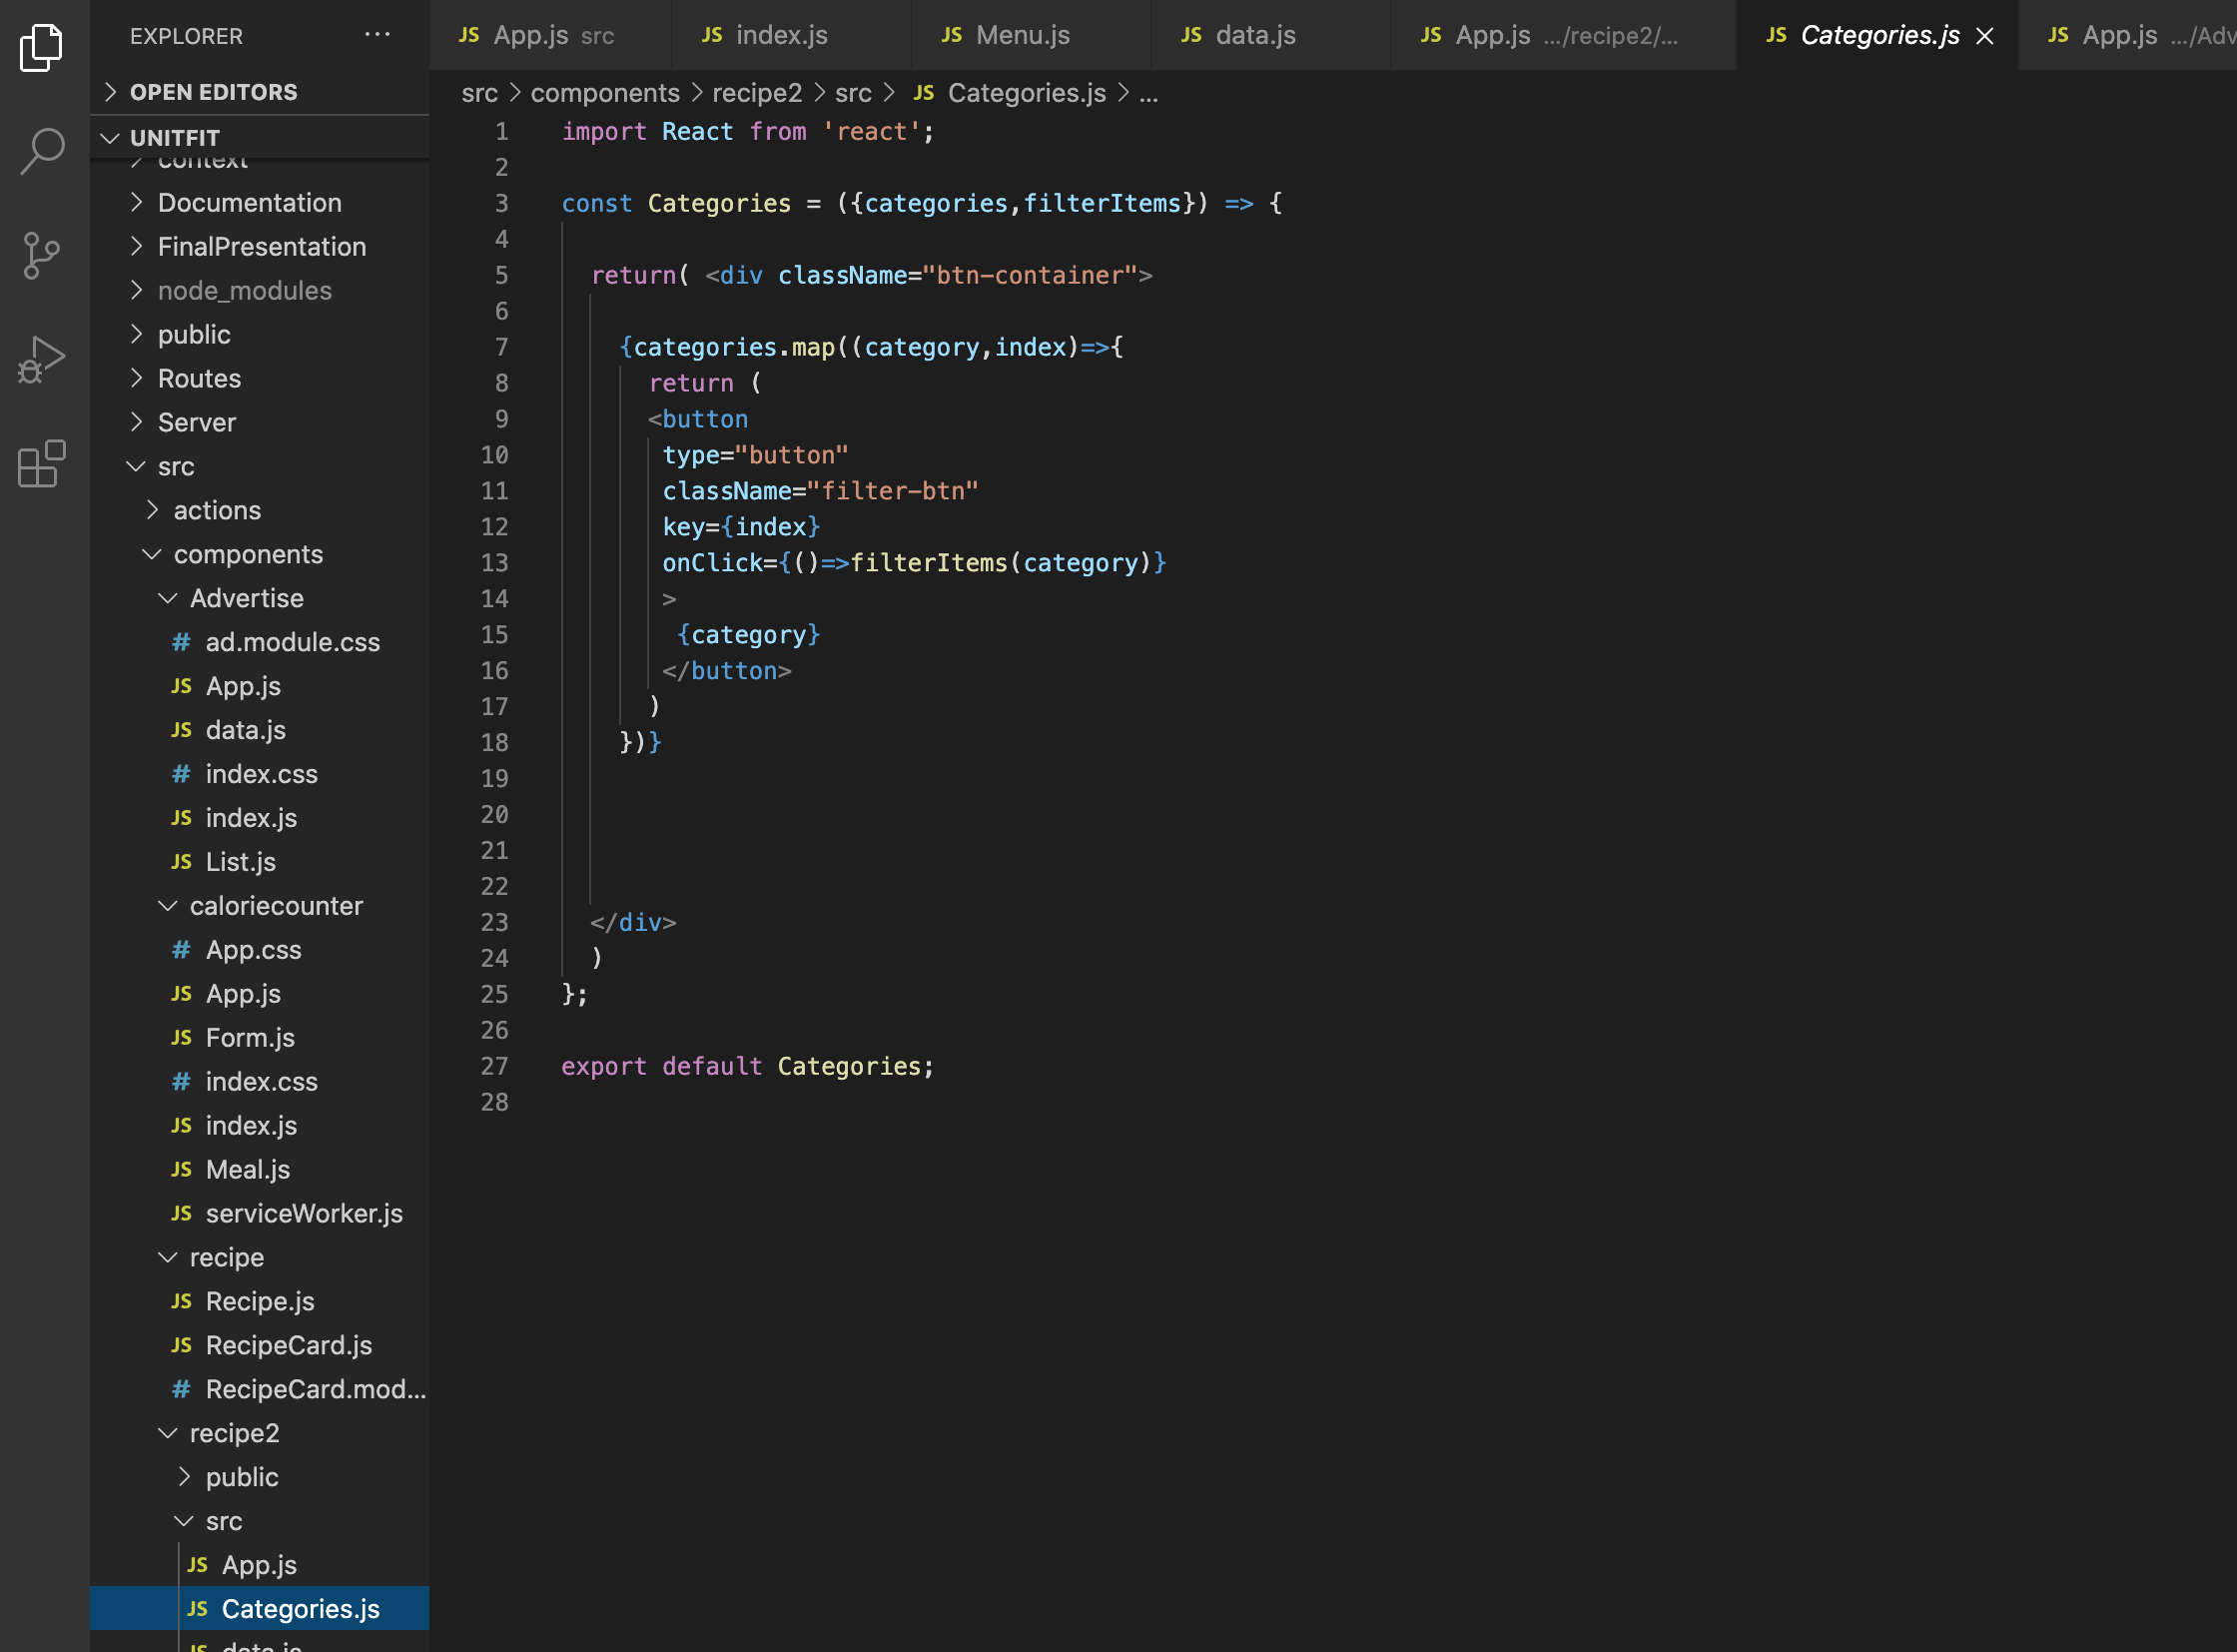 EXPLORER ...
OPEN EDITORS
UNITFIT
context
Documentation
FinalPresentation
node_modules
public
Routes
Server
src
actions
components
Advertise
# ad.module.css
JS App.js
JS data.js
# index.css
JS index.js
JS List.js
caloriecounter
# App.css
JS App.js
JS Form.js
# index.css
JS index.js
JS Meal.js
JS serviceWorker.js
recipe
JS Recipe.js
JS RecipeCard.js
# RecipeCard.mod...
recipe2
public
src
JS App.js
JS Categories.js
JS data.js
JS App.js src JS index.js JS Menu.js JS data.js JS App.js .../recipe2/... JS Categories.js JS App.js .../Adv
src > components > recipe2 > src > JS Categories.js > ...
1 import React from 'react';
2
3 const Categories = ({categories,filterItems}) => {
4
5 return( <div className="btn-container">
6
7 {categories.map((category,index)=>{
8 return (
9 <button
10 type="button"
11 className="filter-btn"
12 key={index}
13 onClick={()=>filterItems(category)}
14 >
15 {category}
16 </button>
17 )
18 })}
19
20
21
22
23 </div>
24 )
25 };
26
27 export default Categories;
28